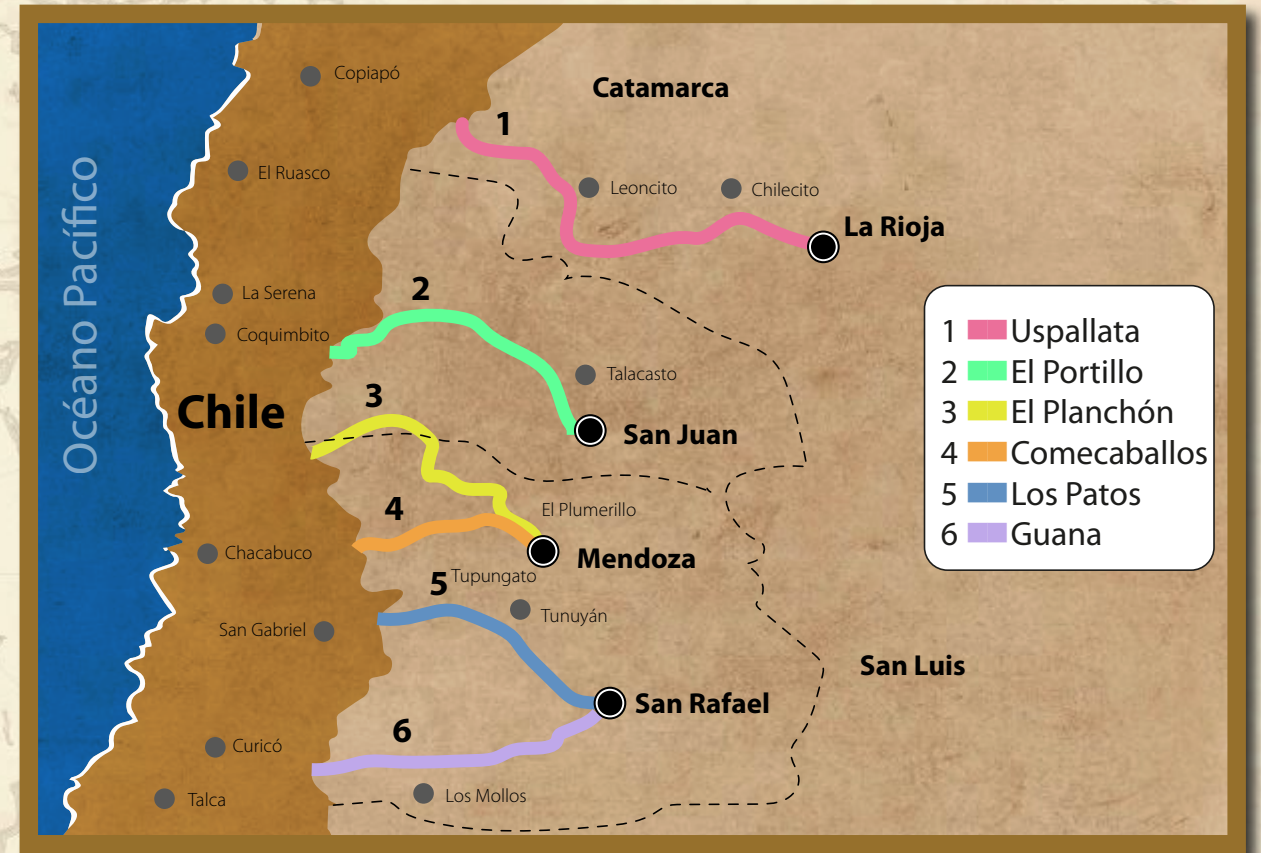 Copiapó
Catamarca
1
El Ruasco
Leoncito
Chilecito
La Rioja
Océano Pacífico
La Serena
2
Coquimbito
Talacasto
Chile
3
San Juan
4
El Plumerillo
Chacabuco
Mendoza
5
Tupungato
Tunuyán
San Gabriel
San Luis
San Rafael
6
Curicó
Talca
Los Mollos
1 Uspallata
2 El Portillo
3 El Planchón
4 Comecaballos
5 Los Patos
6 Guana